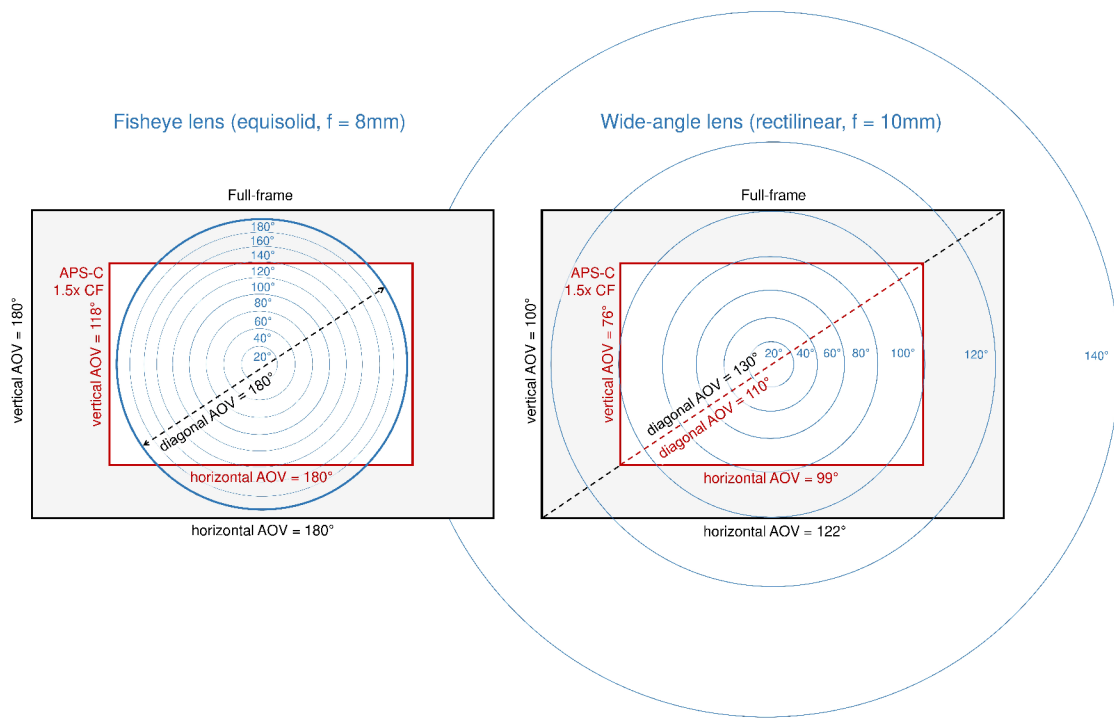 Fisheye lens (equisolid, f = 8mm)
Full-frame
180°
160°
140°
120°
100°
80°
60°
40°
20°
APS-C
1.5x CF
vertical AOV = 180°
vertical AOV = 118°
diagonal AOV = 180°
horizontal AOV = 180°
horizontal AOV = 180°
Wide-angle lens (rectilinear, f = 10mm)
Full-frame
APS-C
1.5x CF
vertical AOV = 100°
vertical AOV = 76°
20°
40°
60°
80°
100°
120°
140°
diagonal AOV = 130°
diagonal AOV = 110°
horizontal AOV = 99°
horizontal AOV = 122°